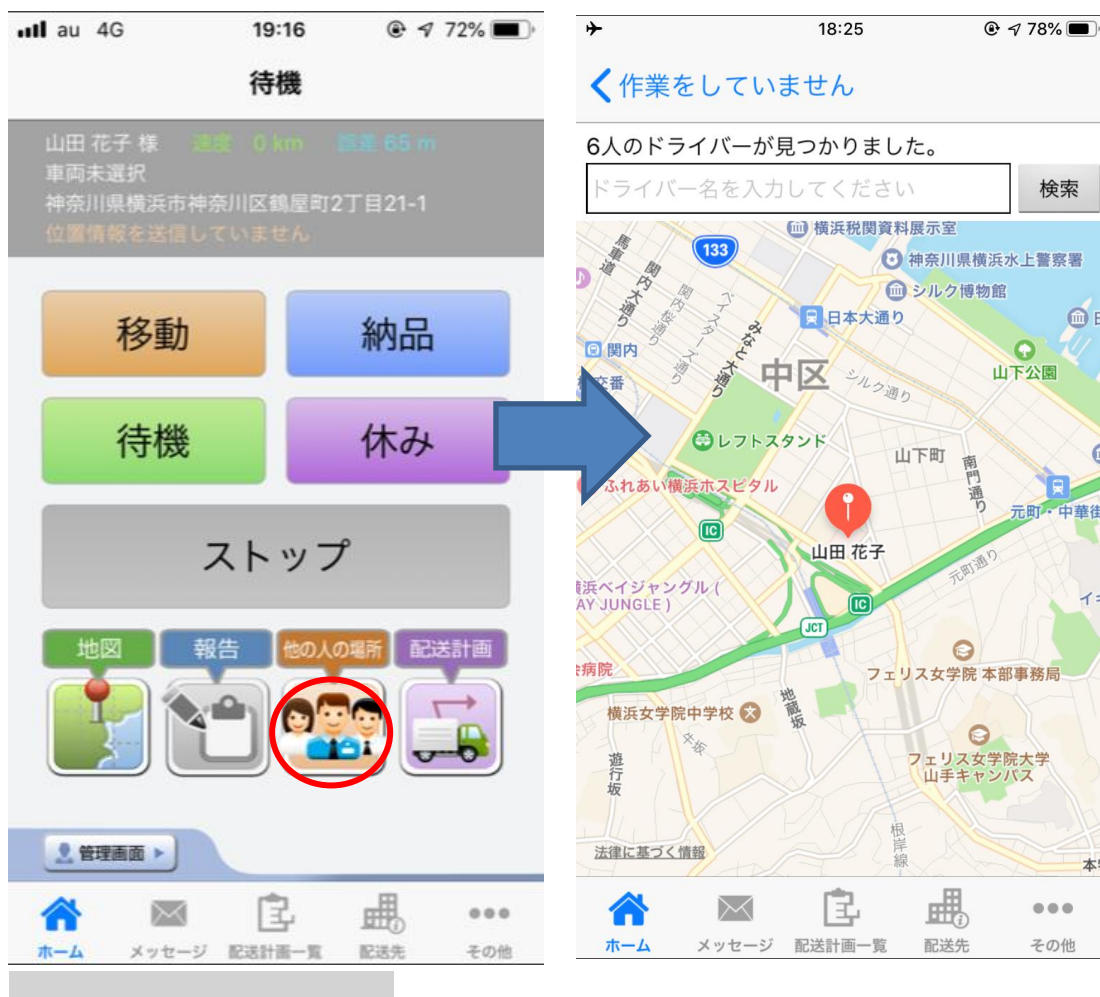 au 4G 19:16 72%
待機
山田 花子 様 速度 0 km 誤差 65 m
車両未選択
神奈川県横浜市神奈川区鶴屋町2丁目21-1
位置情報を送信していません
移動 納品
待機 休み
ストップ
地図 報告 他の人の場所 配送計画
管理画面
ホーム メッセージ 配送計画一覧 配送先 その他
18:25 78%
作業をしていません
6人のドライバーが見つかりました。
ドライバー名を入力してください 検索
横浜税関資料展示室
133
馬車道
神奈川県横浜水上警察署
関内大通り
関内桜通り
ベイスターズ通り
シルク博物館
みなと大通り
日本大通り
関内
中区
山下公園
交番
シルク通り
レフトスタンド
山下町
南門通り
ふれあい横浜ホスピタル
元町・中華街
IC
山田 花子
元町通り
横浜ベイジャングル (
AY JUNGLE )
IC
JCT
病院
フェリス女学院 本部事務局
地蔵坂
横浜女学院中学校
牛坂
遊行坂
フェリス女学院大学
山手キャンパス
根岸線
法律に基づく情報
ホーム メッセージ 配送計画一覧 配送先 その他